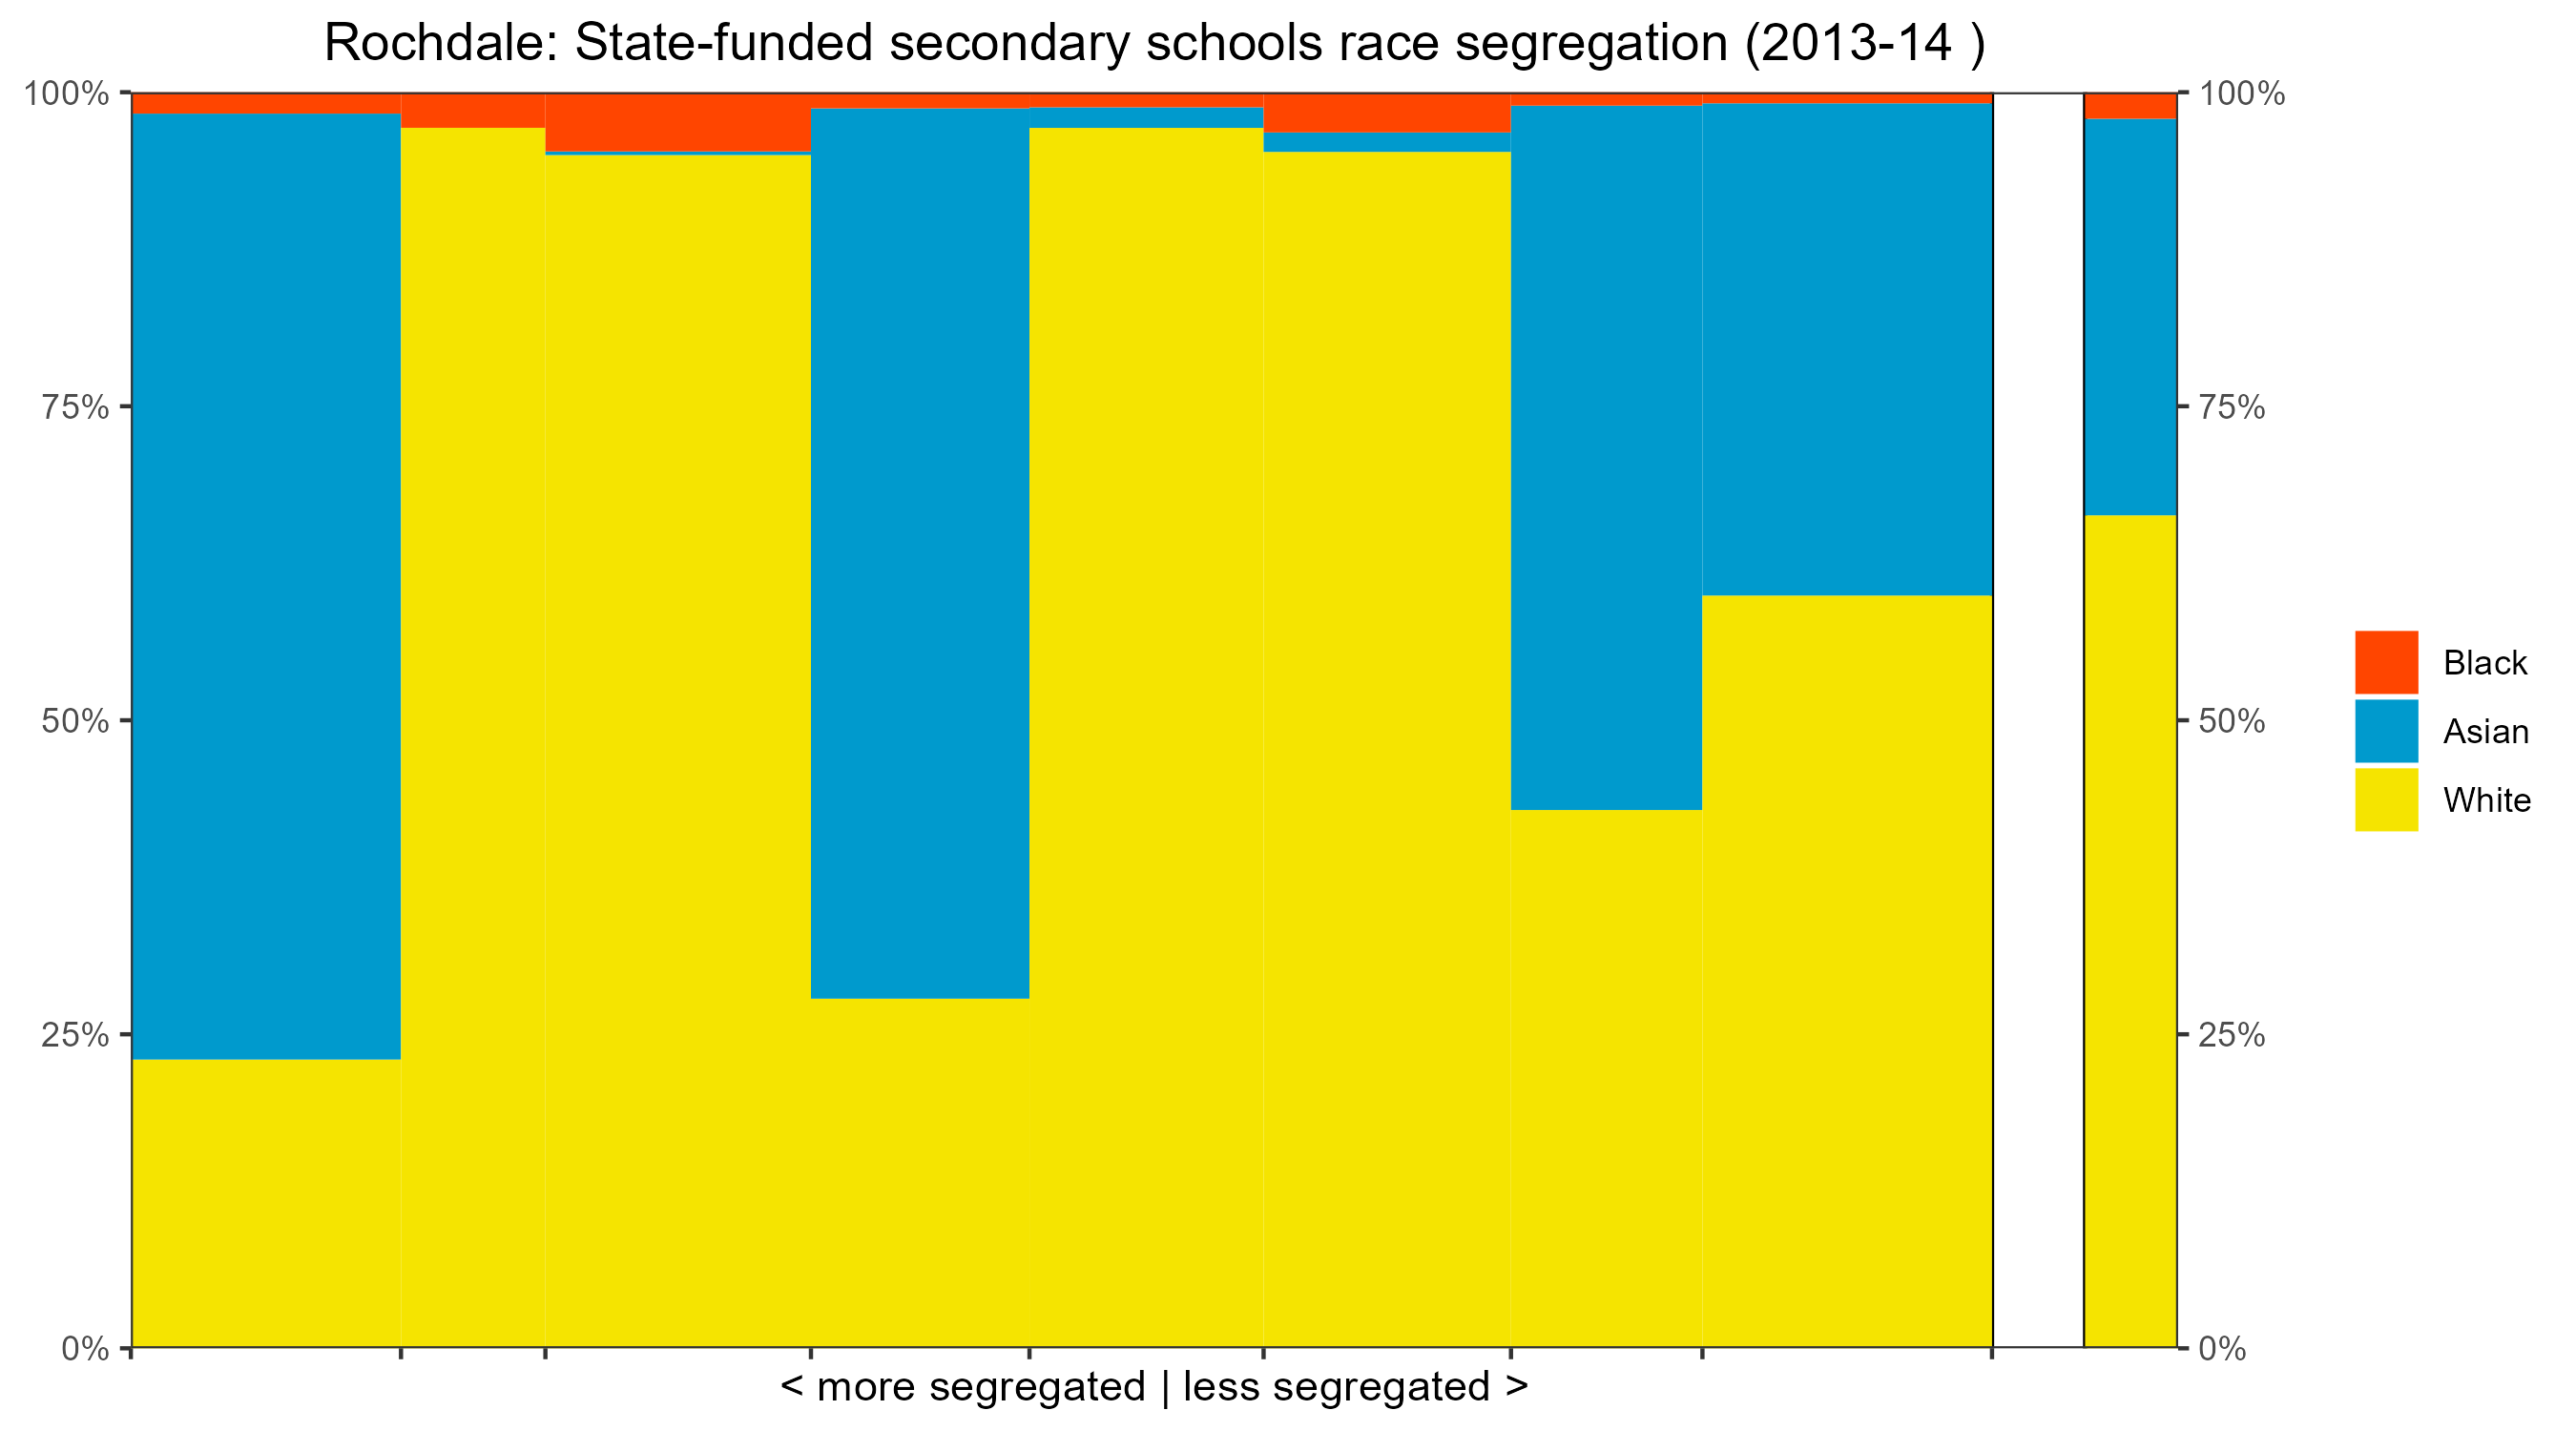 Rochdale: State-funded secondary schools race segregation (2013-14 )
100%
75%
50%
25%
0%
100%
75%
50%
25%
0%
Black
Asian
White
< more segregated | less segregated >